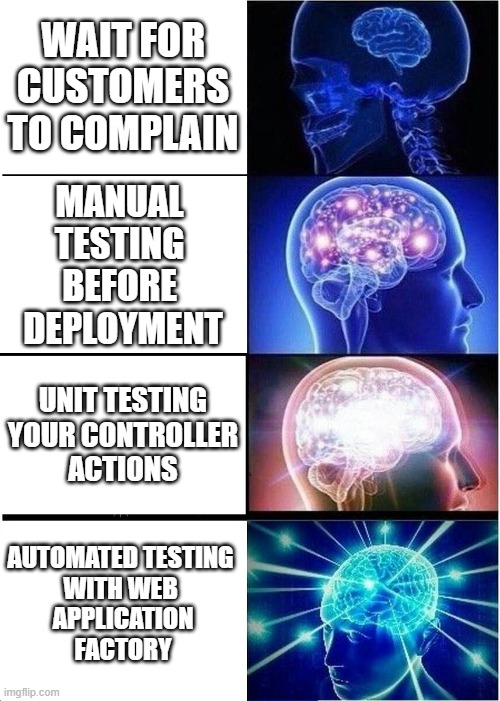 WAIT FOR
CUSTOMERS
TO COMPLAIN
MANUAL
TESTING
BEFORE
DEPLOYMENT
UNIT TESTING
YOUR CONTROLLER
ACTIONS
AUTOMATED TESTING
WITH WEB
APPLICATION
FACTORY
imgflip.com